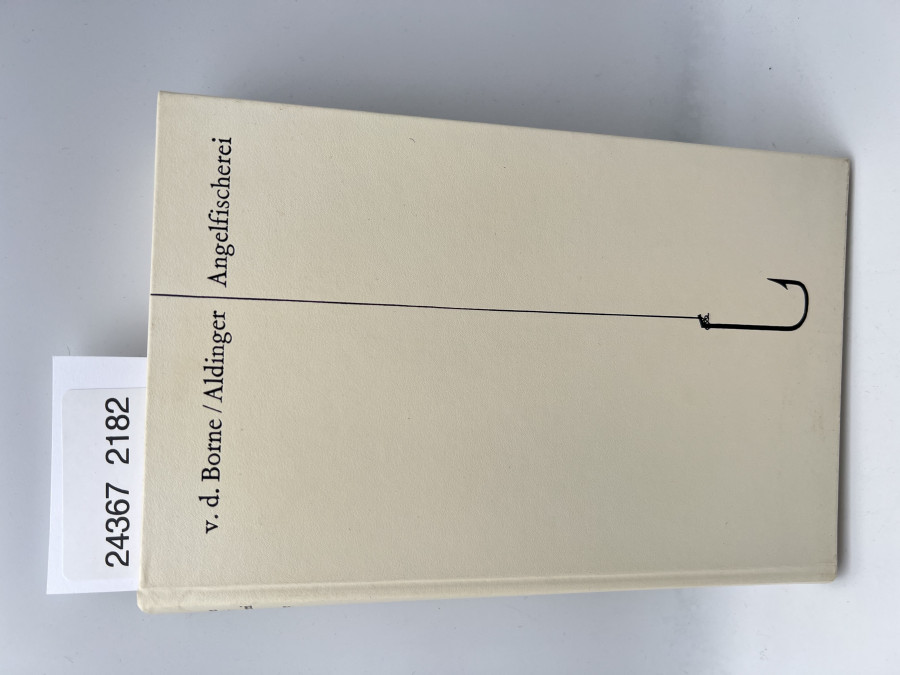 24367 2182
v. d. Borne / Aldinger Angelfischerei